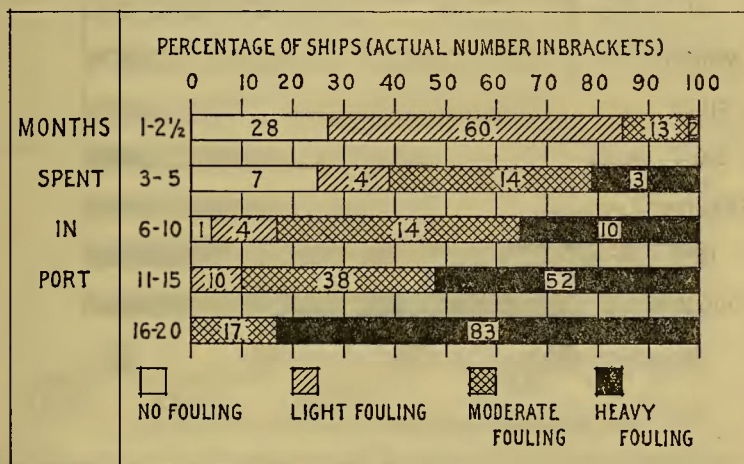 PERCENTAGE OF SHIPS (ACTUAL NUMBER IN BRACKETS)
0 10 20 30 40 50 60 70 80 90 100
MONTHS 1-2½ 28 60 13 2
SPENT 3-5 7 4 14 3
IN 6-10 1 4 14 10
PORT 11-15 10 38 52
16-20 17 83
NO FOULING LIGHT FOULING MODERATE FOULING HEAVY FOULING